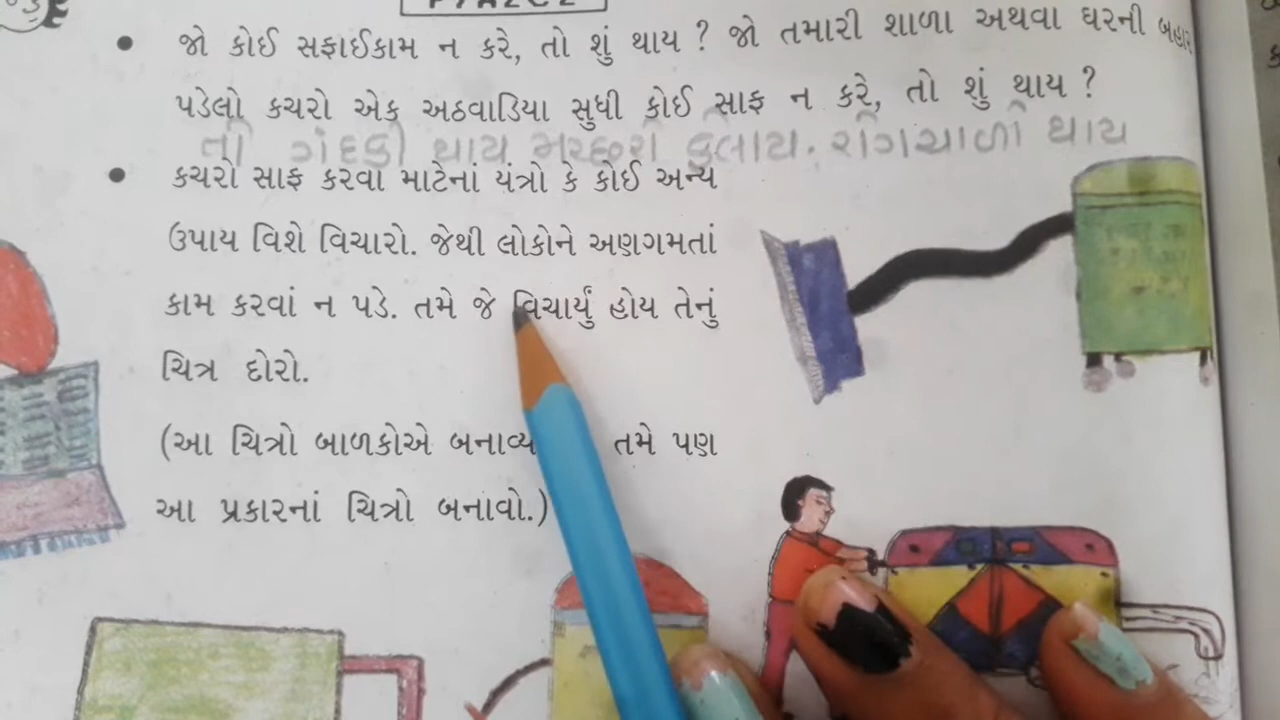 જો કોઈ સફાઈકામ ન કરે, તો શું થાય ? જો તમારી શાળા અથવા ઘરની બહાર
પડેલો કચરો એક અઠવાડિયા સુધી કોઈ સાફ ન કરે, તો શું થાય ?
તો ગંદકી થાય મચ્છરો ફેલાય. રોગચાળો થાય
કચરો સાફ કરવા માટેનાં યંત્રો કે કોઈ અન્ય
ઉપાય વિશે વિચારો. જેથી લોકોને અણગમતાં
કામ કરવાં ન પડે. તમે જે વિચાર્યું હોય તેનું
ચિત્ર દોરો.
(આ ચિત્રો બાળકોએ બનાવ્યા તમે પણ
આ પ્રકારનાં ચિત્રો બનાવો.)